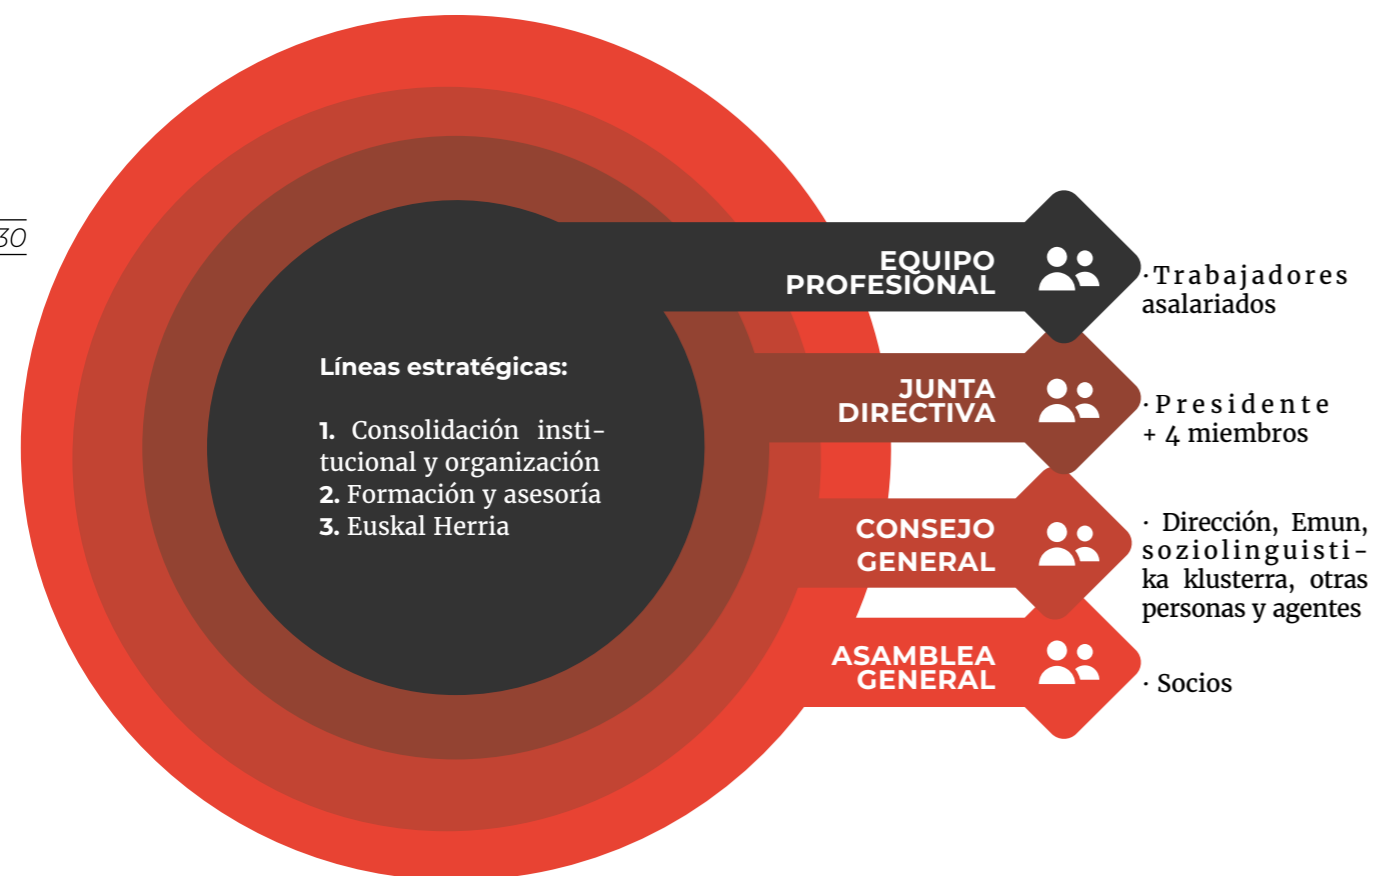 30
EQUIPO
PROFESIONAL
·Trabajadores
asalariados
Líneas estratégicas:
1. Consolidación insti-
tucional y organización
2. Formación y asesoría
3. Euskal Herria
JUNTA
DIRECTIVA
·Presidente
+ 4 miembros
CONSEJO
GENERAL
· Dirección, Emun,
soziolinguisti-
ka klusterra, otras
personas y agentes
ASAMBLEA
GENERAL
· Socios